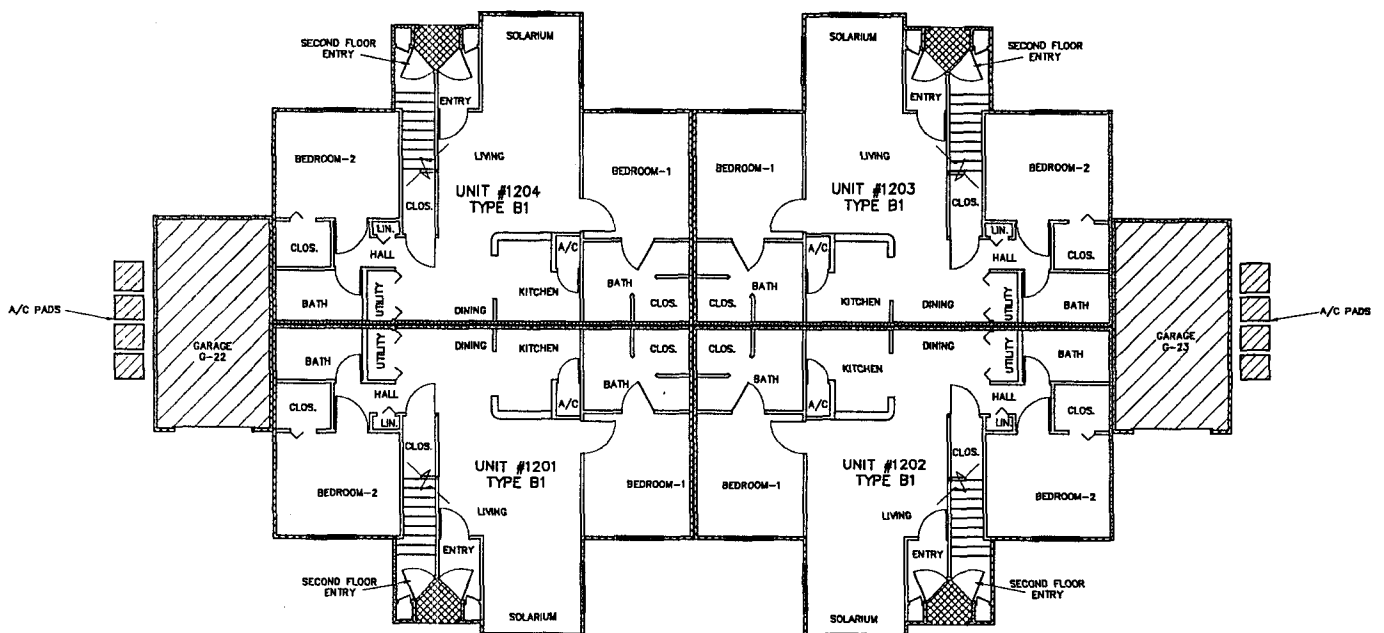 SOLARIUM
SOLARIUM
SECOND FLOOR
ENTRY
SECOND FLOOR
ENTRY
ENTRY
ENTRY
BEDROOM-2
LIVING
BEDROOM-1
BEDROOM-1
LIVING
BEDROOM-2
UNIT #1204
TYPE B1
UNIT #1203
TYPE B1
CLOS.
CLOS.
LIN.
LIN.
CLOS.
HALL
A/C
A/C
HALL
CLOS.
BATH
BATH
KITCHEN
KITCHEN
BATH
UTILITY
DINING
CLOS.
CLOS.
DINING
UTILITY
BATH
A/C PADS
A/C PADS
GARAGE
G-22
GARAGE
G-23
BATH
UTILITY
DINING
KITCHEN
CLOS.
CLOS.
KITCHEN
DINING
UTILITY
BATH
BATH
BATH
HALL
HALL
CLOS.
A/C
A/C
CLOS.
LIN.
LIN.
CLOS.
CLOS.
UNIT #1201
TYPE B1
UNIT #1202
TYPE B1
BEDROOM-2
LIVING
BEDROOM-1
BEDROOM-1
LIVING
BEDROOM-2
ENTRY
ENTRY
SECOND FLOOR
ENTRY
SECOND FLOOR
ENTRY
SOLARIUM
SOLARIUM